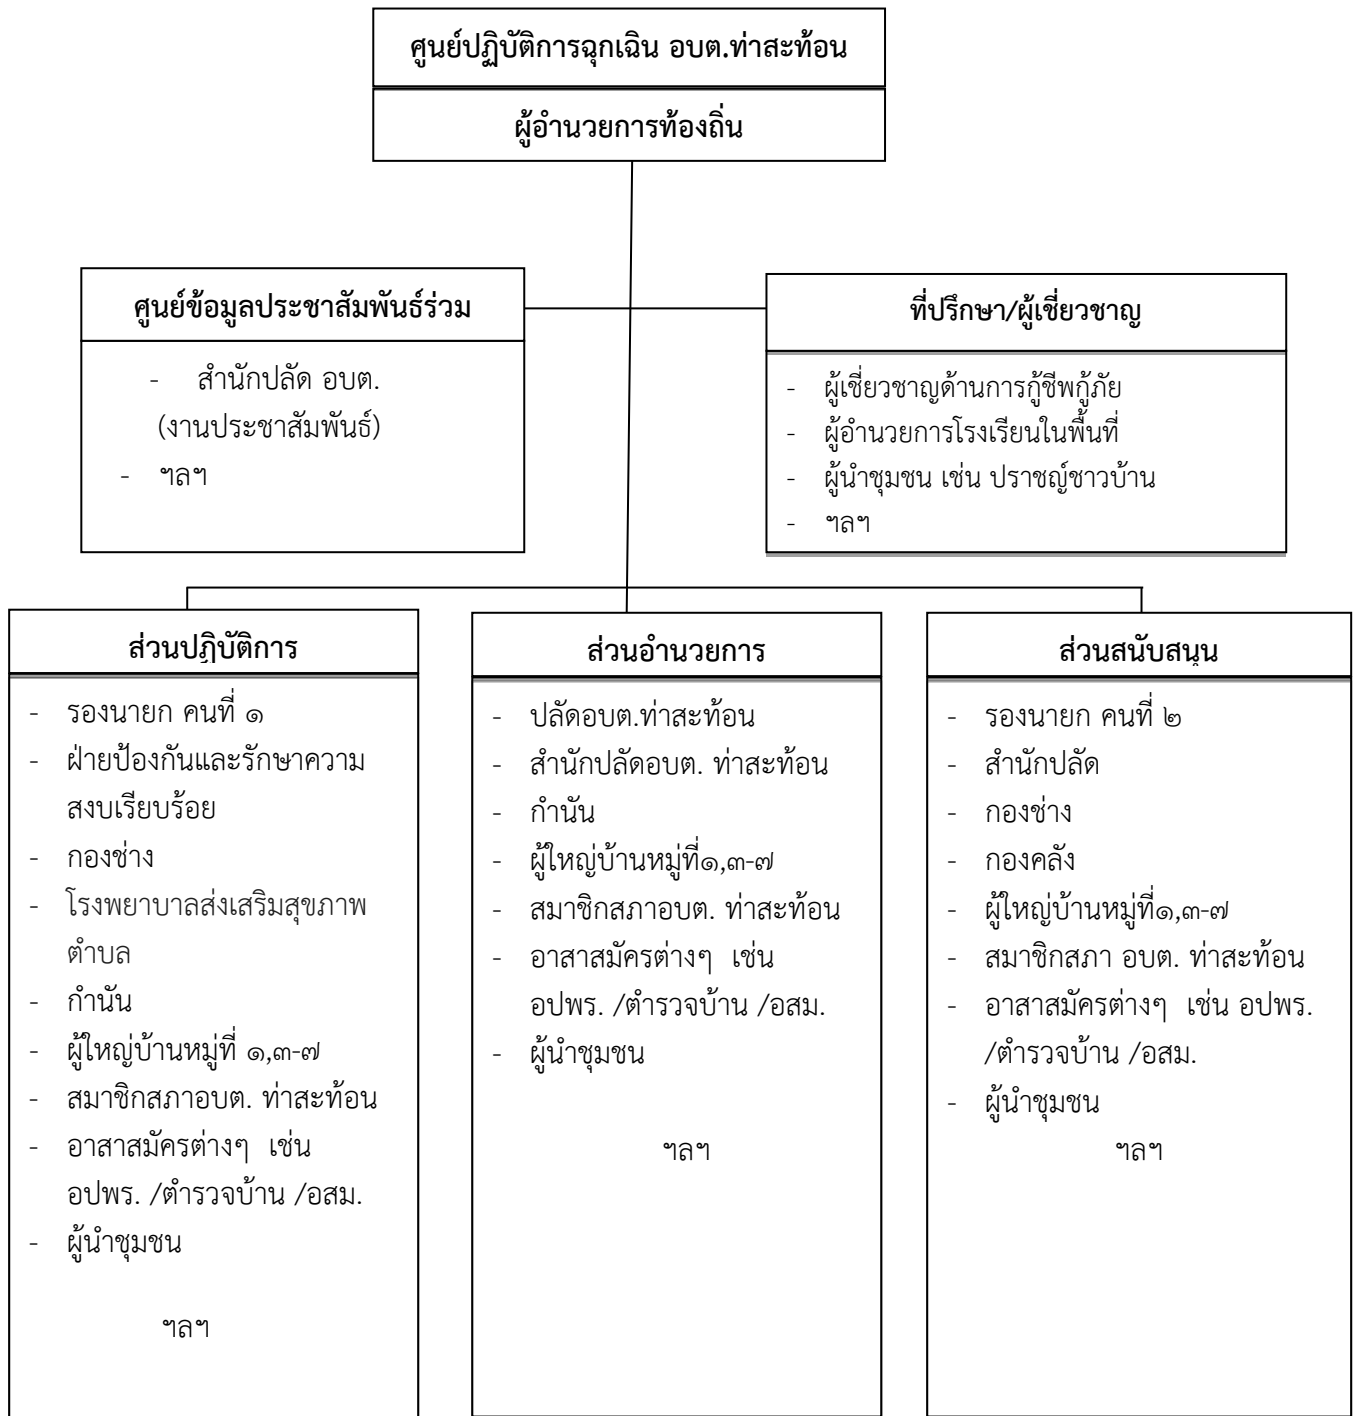 ศูนย์ปฏิบัติการฉุกเฉิน อบต.ท่าสะท้อน
ผู้อำนวยการท้องถิ่น
ศูนย์ข้อมูลประชาสัมพันธ์ร่วม
- สำนักปลัด อบต.
(งานประชาสัมพันธ์)
- ฯลฯ
ที่ปรึกษา/ผู้เชี่ยวชาญ
- ผู้เชี่ยวชาญด้านการกู้ชีพกู้ภัย
- ผู้อำนวยการโรงเรียนในพื้นที่
- ผู้นำชุมชน เช่น ปราชญ์ชาวบ้าน
- ฯลฯ
ส่วนปฏิบัติการ
- รองนายก คนที่ ๑
- ฝ่ายป้องกันและรักษาความ
สงบเรียบร้อย
- กองช่าง
- โรงพยาบาลส่งเสริมสุขภาพ
ตำบล
- กำนัน
- ผู้ใหญ่บ้านหมู่ที่ ๑,๓-๗
- สมาชิกสภาอบต. ท่าสะท้อน
- อาสาสมัครต่างๆ เช่น
อปพร. /ตำรวจบ้าน /อสม.
- ผู้นำชุมชน
ฯลฯ
ส่วนอำนวยการ
- ปลัดอบต.ท่าสะท้อน
- สำนักปลัดอบต. ท่าสะท้อน
- กำนัน
- ผู้ใหญ่บ้านหมู่ที่๑,๓-๗
- สมาชิกสภาอบต. ท่าสะท้อน
- อาสาสมัครต่างๆ เช่น
อปพร. /ตำรวจบ้าน /อสม.
- ผู้นำชุมชน
ฯลฯ
ส่วนสนับสนุน
- รองนายก คนที่ ๒
- สำนักปลัด
- กองช่าง
- กองคลัง
- ผู้ใหญ่บ้านหมู่ที่๑,๓-๗
- สมาชิกสภา อบต. ท่าสะท้อน
- อาสาสมัครต่างๆ เช่น อปพร.
/ตำรวจบ้าน /อสม.
- ผู้นำชุมชน
ฯลฯ